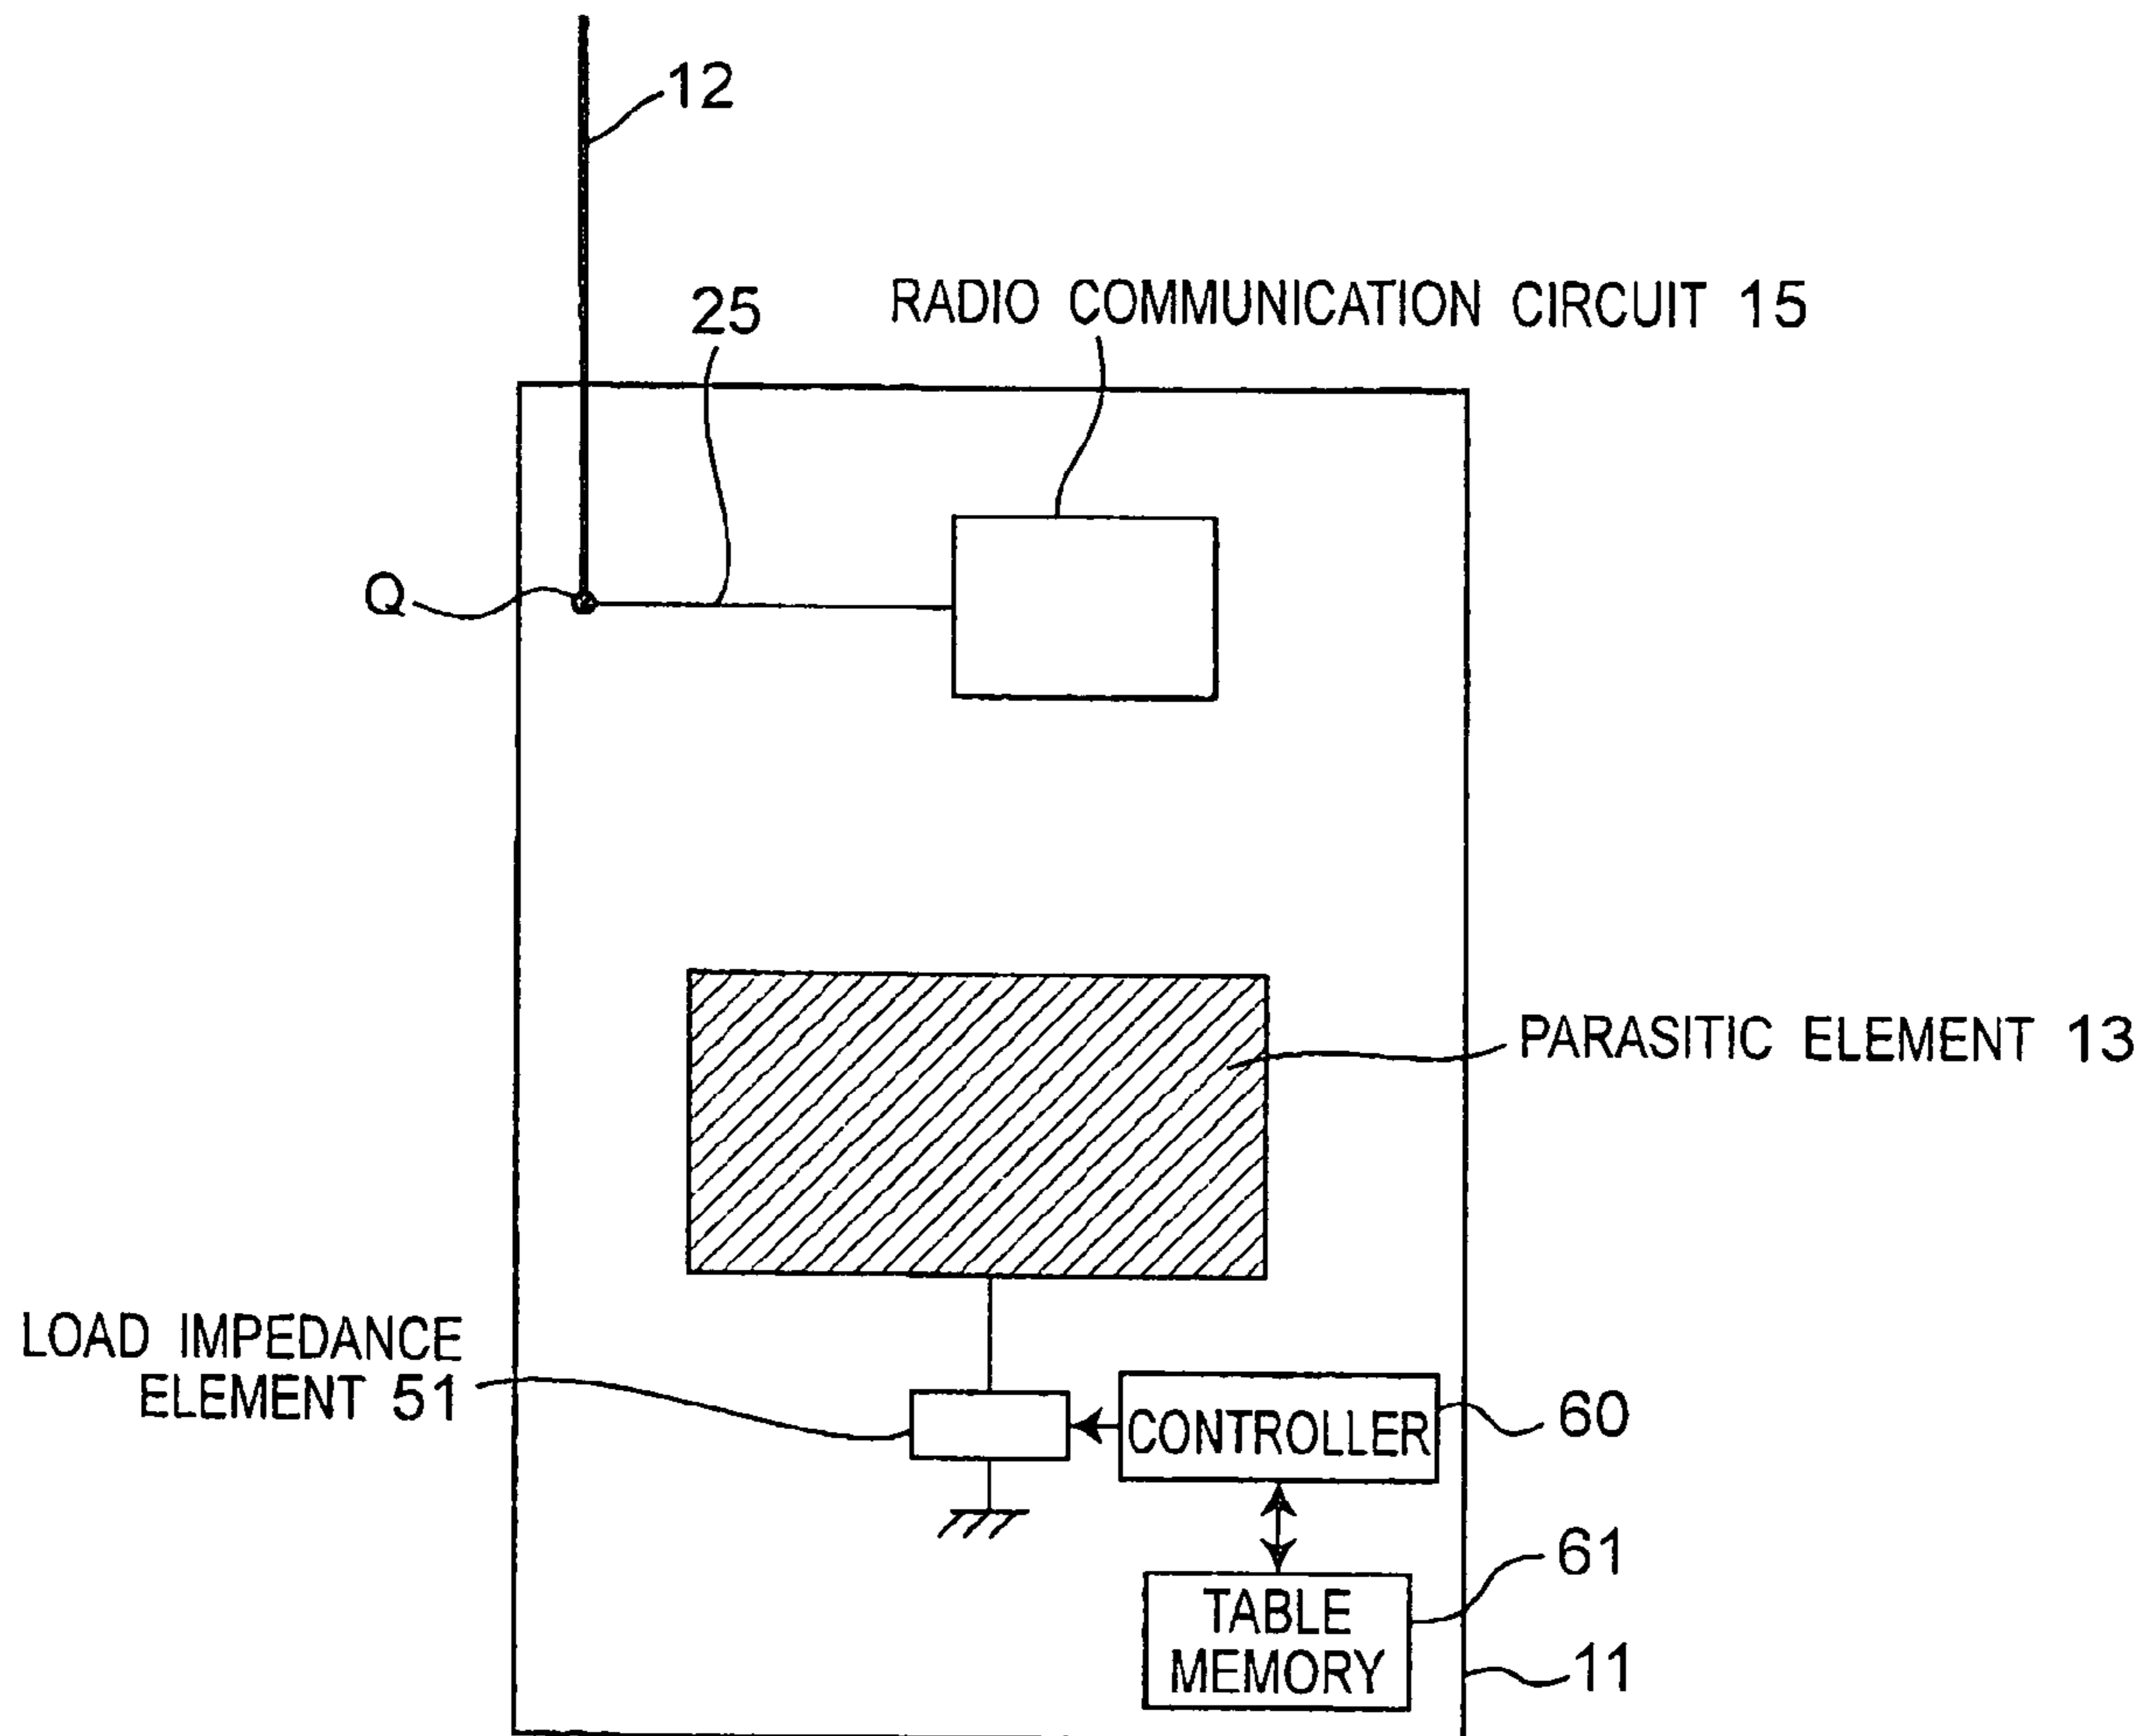 12
25
RADIO COMMUNICATION CIRCUIT 15
Q
PARASITIC ELEMENT 13
LOAD IMPEDANCE
ELEMENT 51
CONTROLLER
60
61
TABLE
MEMORY
11